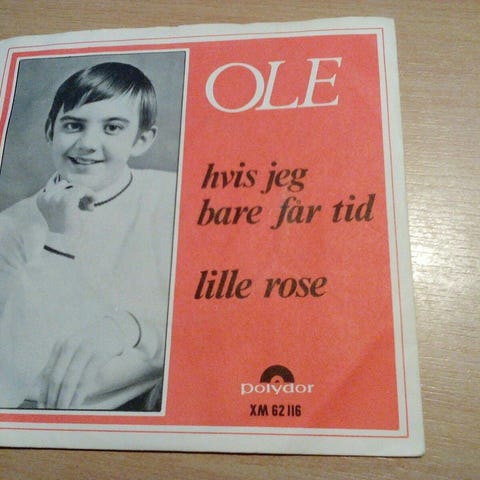 OLE
hvis jeg
bare får tid
lille rose
polydor
XM 62 116